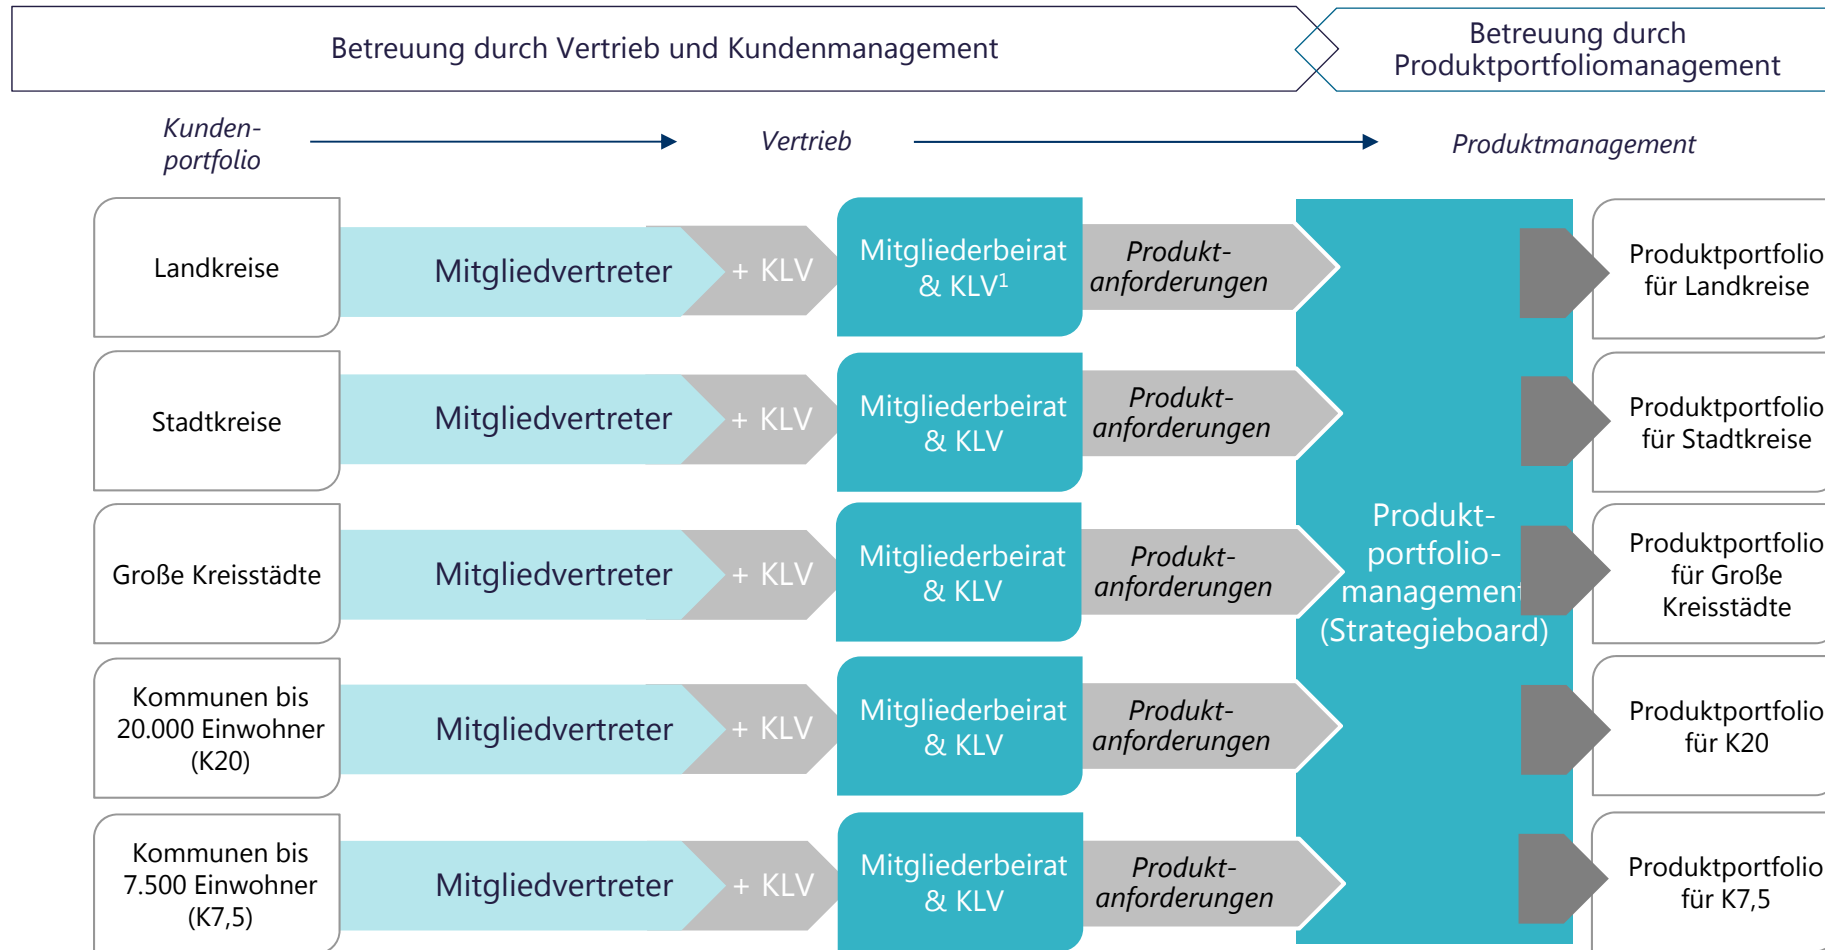 Betreuung durch Vertrieb und Kundenmanagement
Betreuung durch
Produktportfoliomanagement
Kunden-
portfolio
Vertrieb
Produktmanagement
Landkreise
Mitgliedvertreter
+ KLV
Mitgliederbeirat
& KLV¹
Produkt-
anforderungen
Produktportfolio
für Landkreise
Stadtkreise
Mitgliedvertreter
+ KLV
Mitgliederbeirat
& KLV
Produkt-
anforderungen
Produktportfolio
für Stadtkreise
Große Kreisstädte
Mitgliedvertreter
+ KLV
Mitgliederbeirat
& KLV
Produkt-
anforderungen
Produkt-
portfolio-
management
(Strategieboard)
Produktportfolio
für Große
Kreisstädte
Kommunen bis
20.000 Einwohner
(K20)
Mitgliedvertreter
+ KLV
Mitgliederbeirat
& KLV
Produkt-
anforderungen
Produktportfolio
für K20
Kommunen bis
7.500 Einwohner
(K7,5)
Mitgliedvertreter
+ KLV
Mitgliederbeirat
& KLV
Produkt-
anforderungen
Produktportfolio
für K7,5